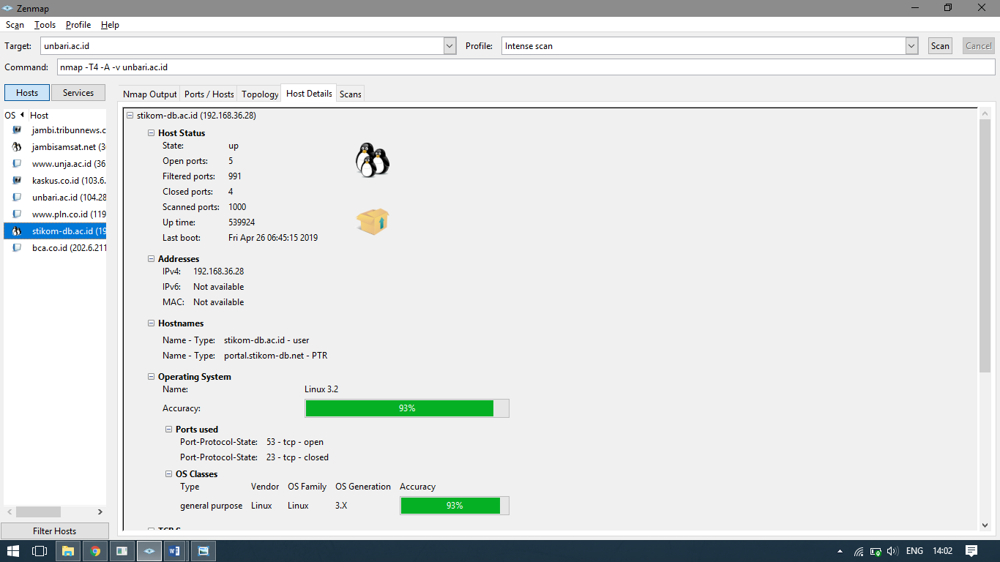 Zenmap
Scan Tools Profile Help
Target: unbari.ac.id Profile: Intense scan Scan Cancel
Command: nmap -T4 -A -v unbari.ac.id
Hosts Services
Nmap Output Ports / Hosts Topology Host Details Scans
OS Host
jambi.tribunnews.c
jambisamsat.net (36
www.unja.ac.id (36
kaskus.co.id (103.6.
unbari.ac.id (104.28
www.pln.co.id (119
stikom-db.ac.id (19
bca.co.id (202.6.211
Filter Hosts
stikom-db.ac.id (192.168.36.28)
Host Status
State: up
Open ports: 5
Filtered ports: 991
Closed ports: 4
Scanned ports: 1000
Up time: 539924
Last boot: Fri Apr 26 06:45:15 2019
Addresses
IPv4: 192.168.36.28
IPv6: Not available
MAC: Not available
Hostnames
Name - Type: stikom-db.ac.id - user
Name - Type: portal.stikom-db.net - PTR
Operating System
Name: Linux 3.2
Accuracy: 93%
Ports used
Port-Protocol-State: 53 - tcp - open
Port-Protocol-State: 23 - tcp - closed
OS Classes
Type Vendor OS Family OS Generation Accuracy
general purpose Linux Linux 3.X 93%
ENG 14:02